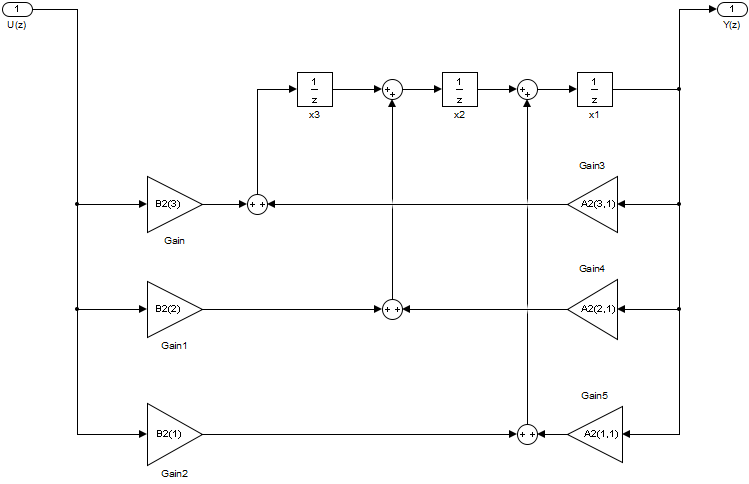 1
U(z)
1
Y(z)
1
z
x3
+
+
1
z
x2
+
+
1
z
x1
Gain3
B2(3)
Gain
+ +
A2(3,1)
Gain4
B2(2)
Gain1
+ +
A2(2,1)
Gain5
B2(1)
Gain2
+ +
A2(1,1)